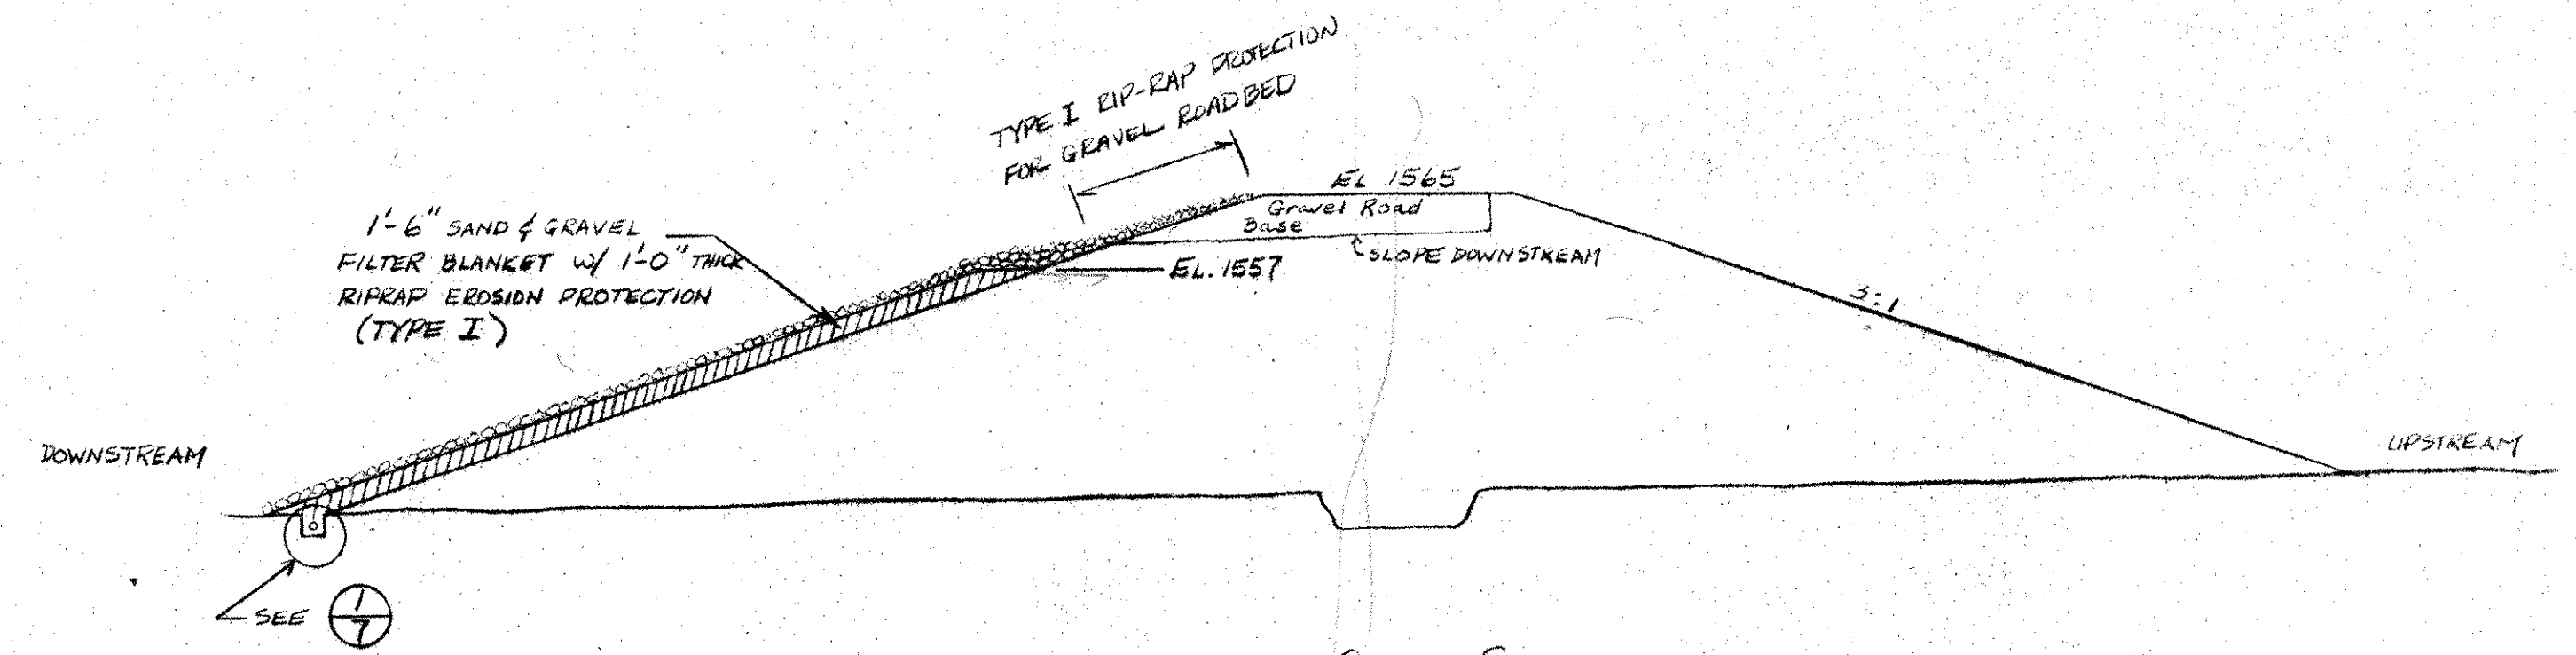 TYPE I RIP-RAP PROTECTION
FOR GRAVEL ROADBED
EL 1565
Gravel Road
Base
SLOPE DOWNSTREAM
EL. 1557
1'-6" SAND & GRAVEL
FILTER BLANKET W/ 1'-0" THICK
RIPRAP EROSION PROTECTION
(TYPE I)
3:1
DOWNSTREAM
UPSTREAM
SEE 1
7